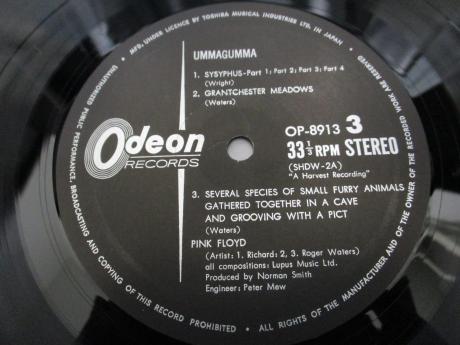 MFD. UNDER LICENCE BY TOSHIBA MUSICAL INDUSTRIES LTD. IN JAPAN •
ALL RIGHTS OF THE MANUFACTURER AND OF THE OWNER OF THE RECORDED WORK ARE RESERVED
UNAUTHORISED PUBLIC PERFORMANCE, BROADCASTING AND COPYING OF THIS RECORD PROHIBITED •
UMMAGUMMA
1. SYSYPHUS-Part 1: Part 2: Part 3: Part 4
(Wright)
2. GRANTCHESTER MEADOWS
(Waters)
Odeon
RECORDS
OP-8913 3
33 1/3 RPM STEREO
(SHDW-2A)
"A Harvest Recording"
3. SEVERAL SPECIES OF SMALL FURRY ANIMALS
GATHERED TOGETHER IN A CAVE
AND GROOVING WITH A PICT
(Waters)
PINK FLOYD
(Artist: 1. Richard: 2, 3. Roger Waters)
all compositions: Lupus Music Ltd.
Produced by Norman Smith
Engineer: Peter Mew